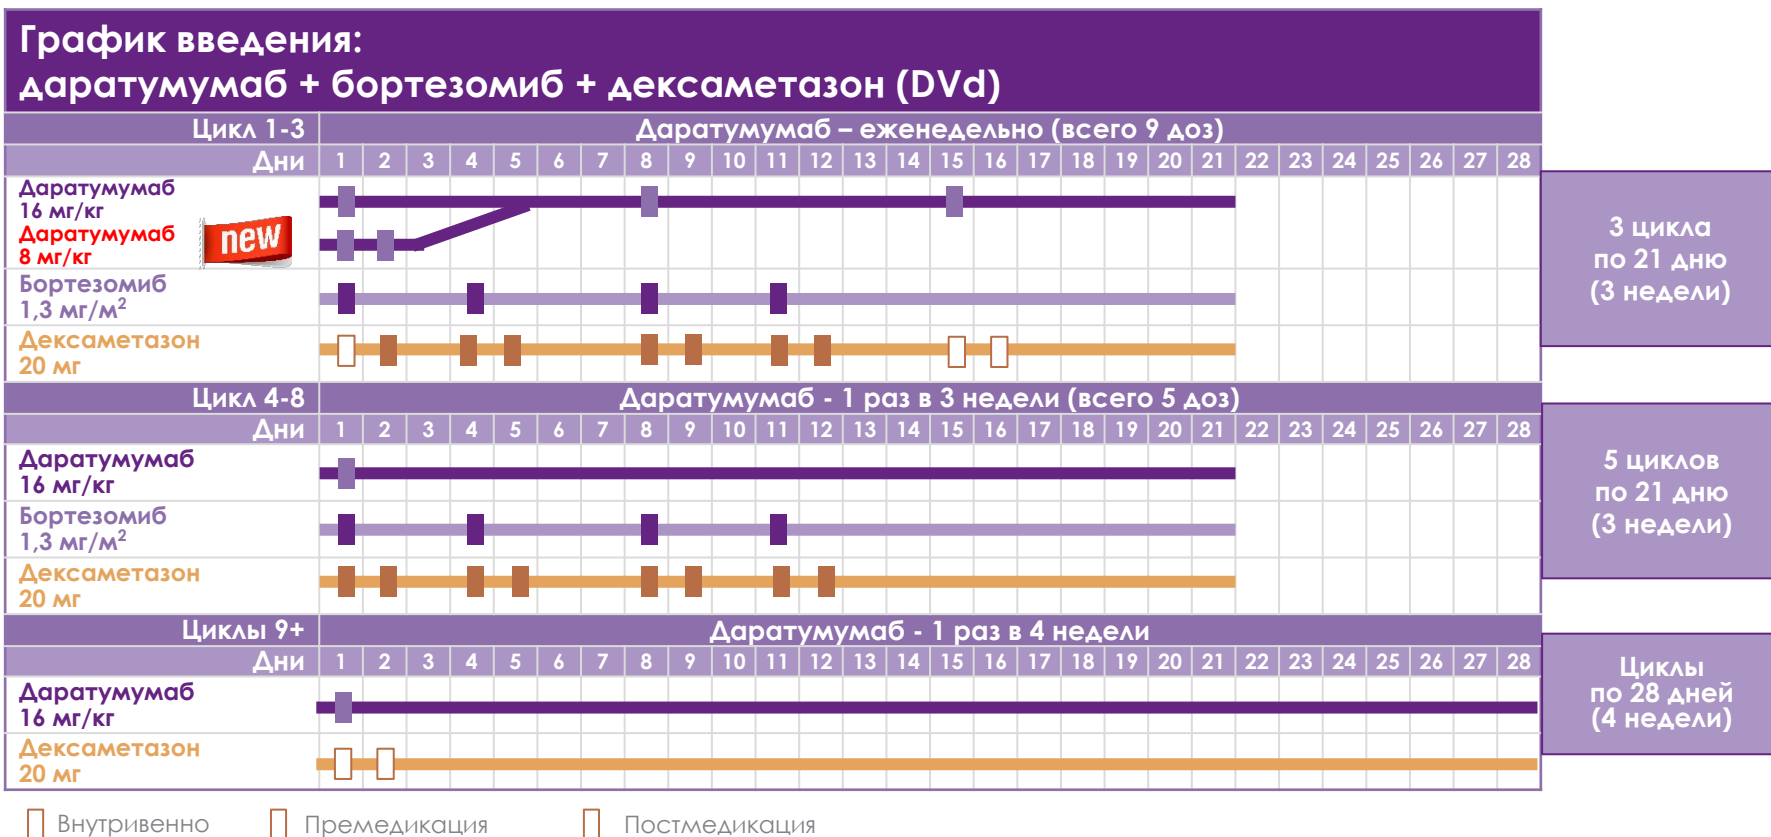 График введения:
даратумумаб + бортезомиб + дексаметазон (DVd)
Цикл 1-3 Даратумумаб – еженедельно (всего 9 доз)
Дни 1 2 3 4 5 6 7 8 9 10 11 12 13 14 15 16 17 18 19 20 21 22 23 24 25 26 27 28
Даратумумаб
16 мг/кг
Даратумумаб
8 мг/кг
new
Бортезомиб
1,3 мг/м²
Дексаметазон
20 мг
3 цикла
по 21 дню
(3 недели)
Цикл 4-8 Даратумумаб - 1 раз в 3 недели (всего 5 доз)
Дни 1 2 3 4 5 6 7 8 9 10 11 12 13 14 15 16 17 18 19 20 21 22 23 24 25 26 27 28
Даратумумаб
16 мг/кг
Бортезомиб
1,3 мг/м²
Дексаметазон
20 мг
5 циклов
по 21 дню
(3 недели)
Циклы 9+ Даратумумаб - 1 раз в 4 недели
Дни 1 2 3 4 5 6 7 8 9 10 11 12 13 14 15 16 17 18 19 20 21 22 23 24 25 26 27 28
Даратумумаб
16 мг/кг
Дексаметазон
20 мг
Циклы
по 28 дней
(4 недели)
Внутривенно Премедикация Постмедикация